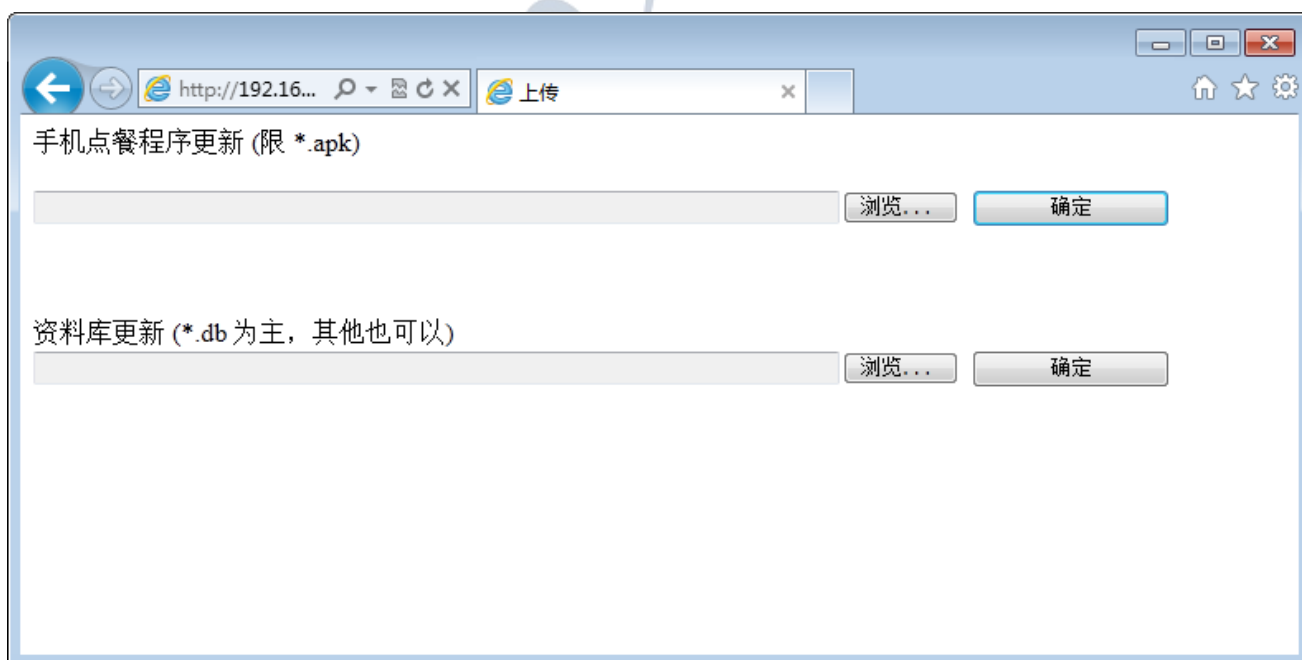 http://192.16...
上传
手机点餐程序更新 (限 *.apk)
浏览... 确定
资料库更新 (*.db 为主，其他也可以)
浏览... 确定